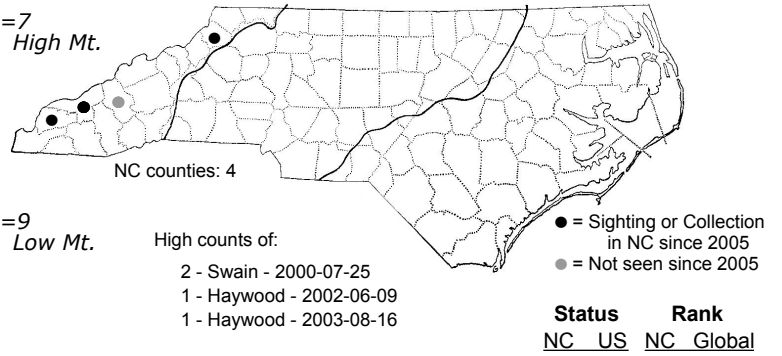 =7
High Mt.
NC counties: 4
=9
Low Mt.
High counts of:
2 - Swain - 2000-07-25
1 - Haywood - 2002-06-09
1 - Haywood - 2003-08-16
● = Sighting or Collection
in NC since 2005
● = Not seen since 2005
Status Rank
NC US NC Global